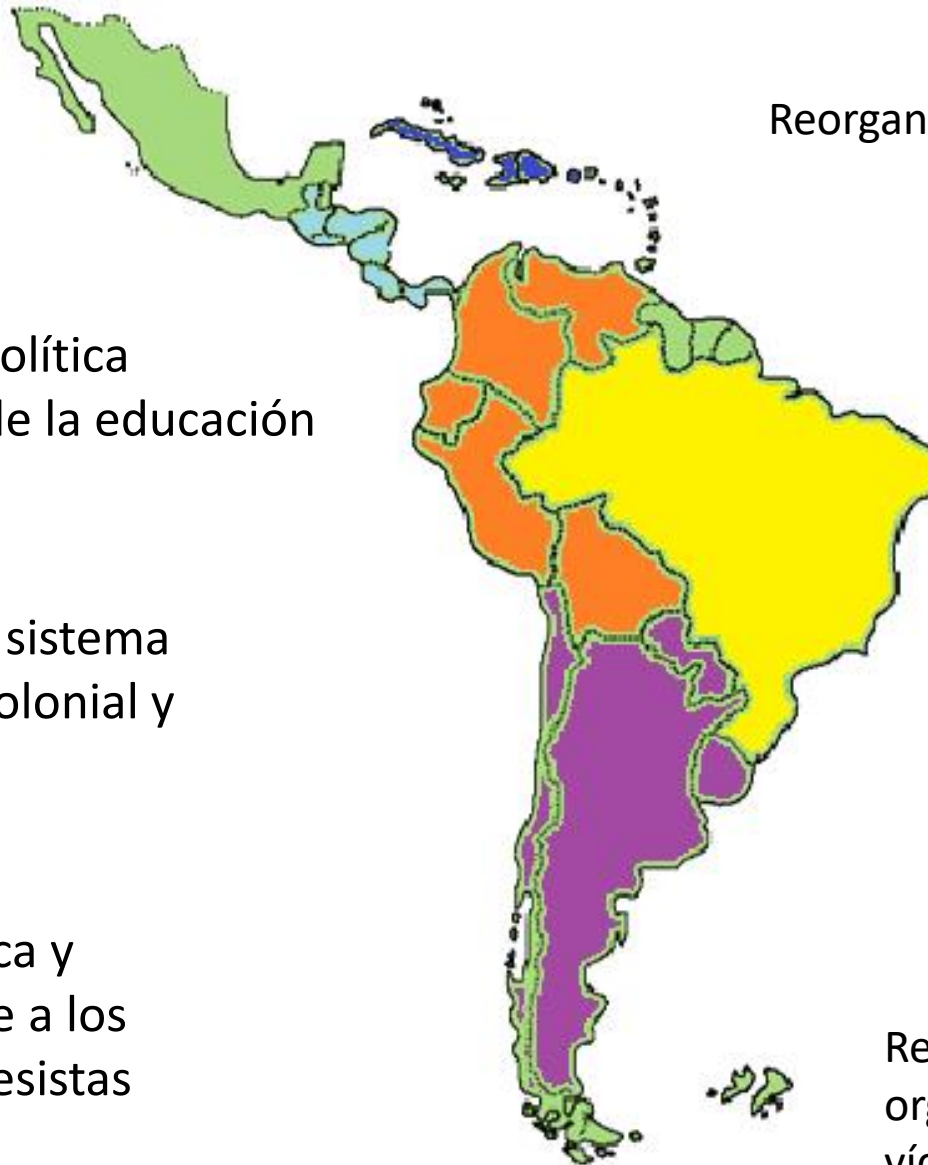 Reorgan
olítica
le la educación
sistema
olonial y
ca y
e a los
esistas
Re
org